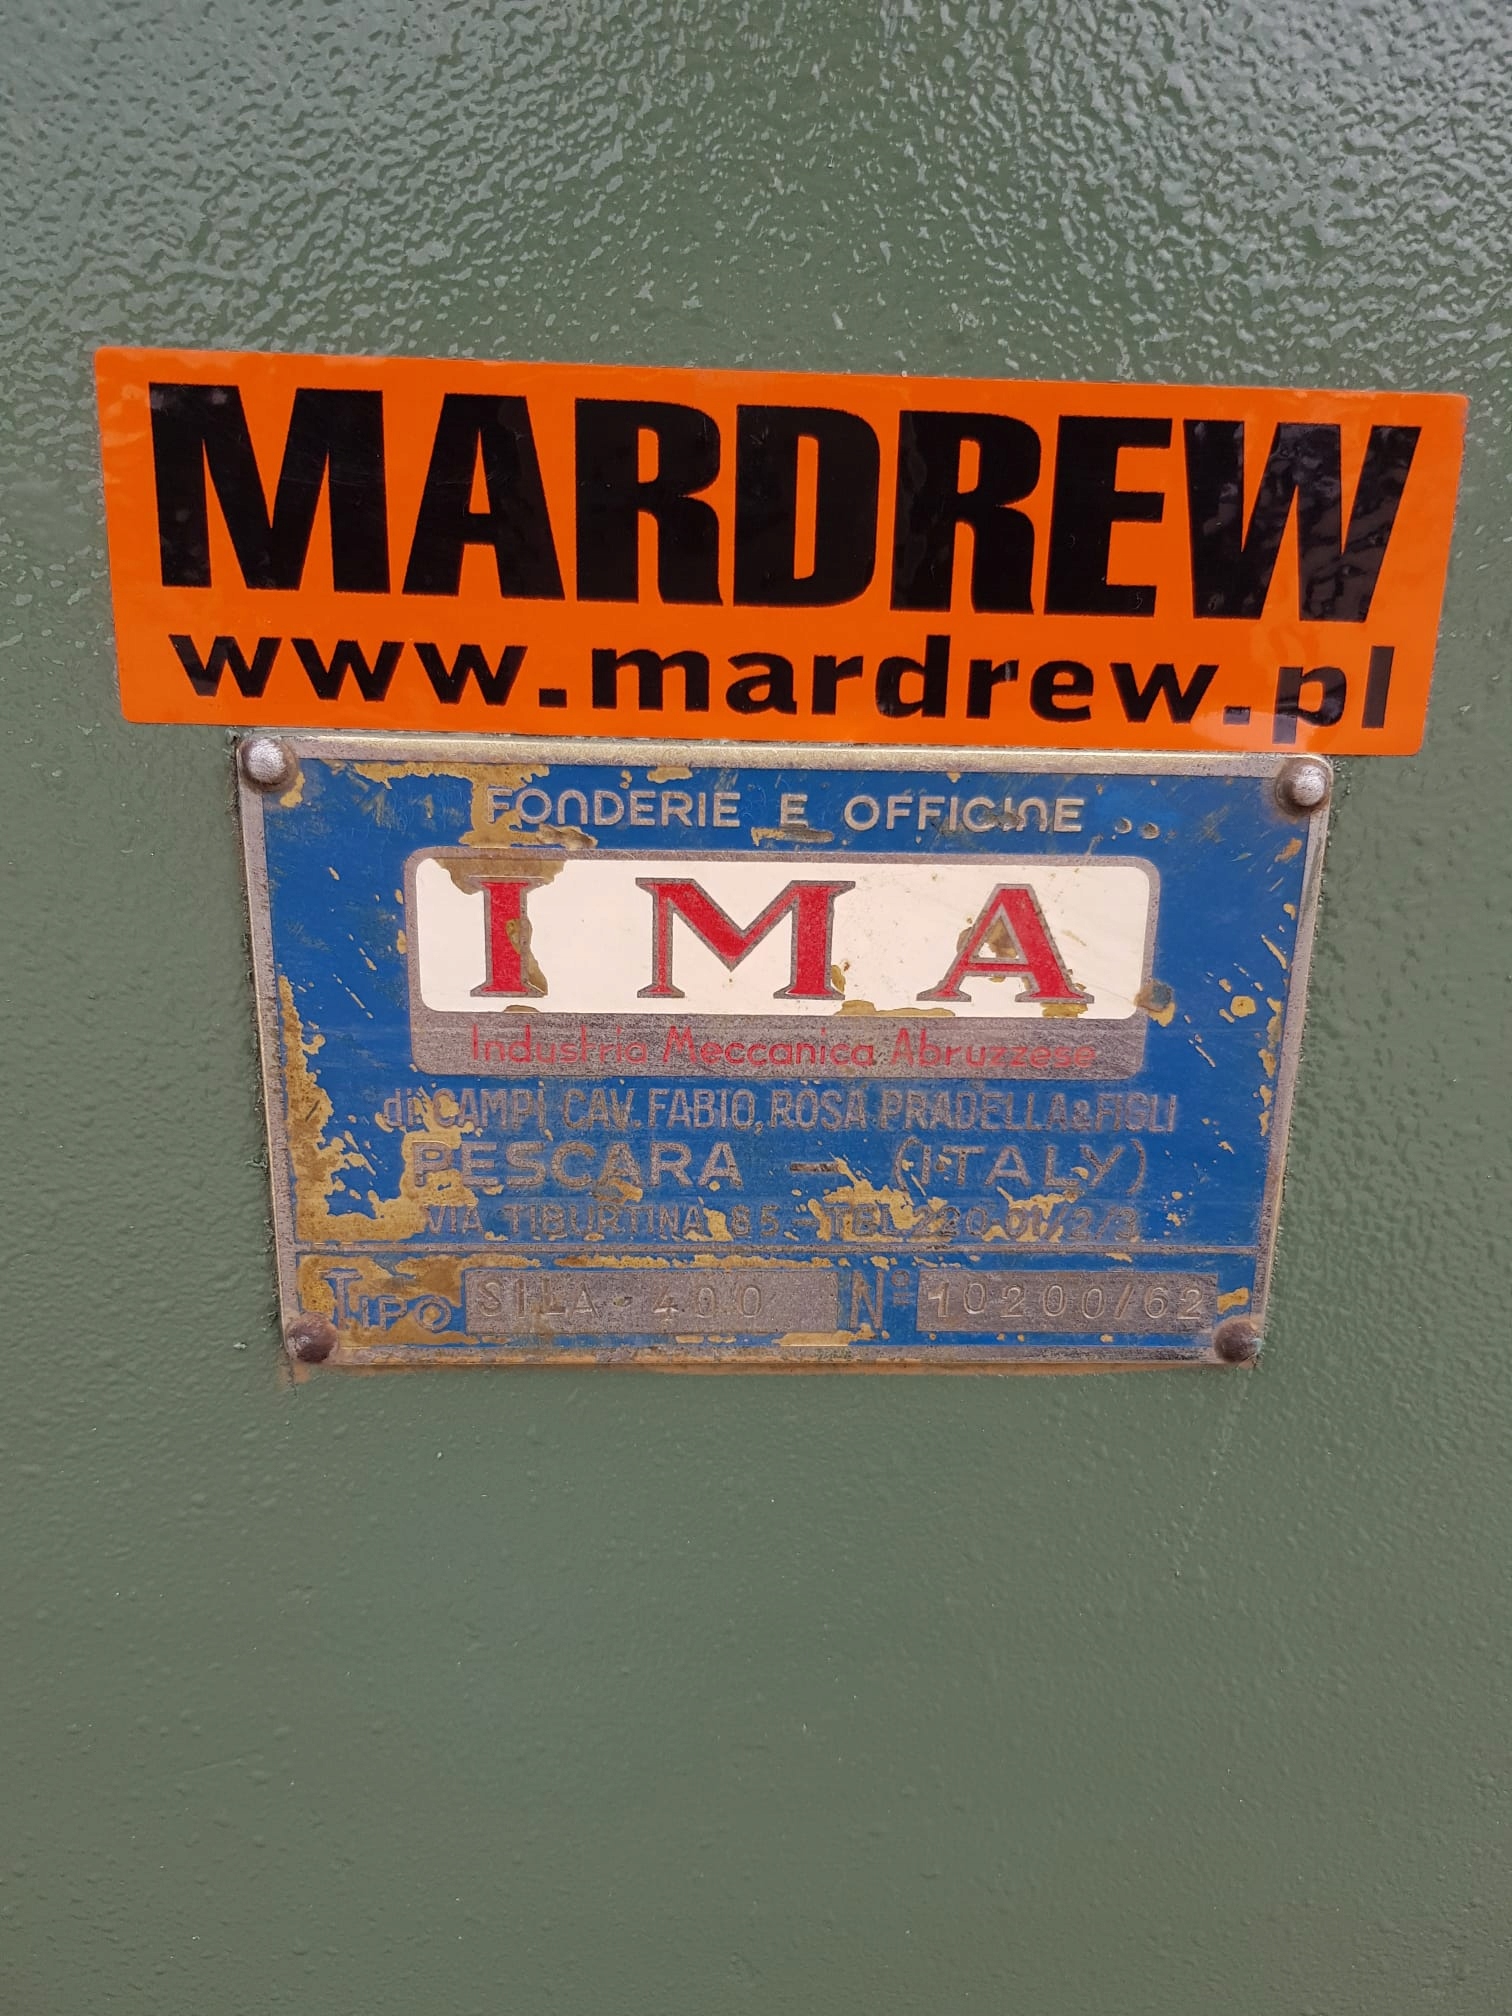 MARDREW
www.mardrew.pl
FONDERIE E OFFICINE
IMA
Industria Meccanica Abruzzese
di CAMPI CAV. FABIO, ROSA PRADELLA & FIGLI
PESCARA — (ITALY)
VIA TIBURTINA 85 - TEL 220.01/2/3
TIPO SILA-400 N° 10200/62